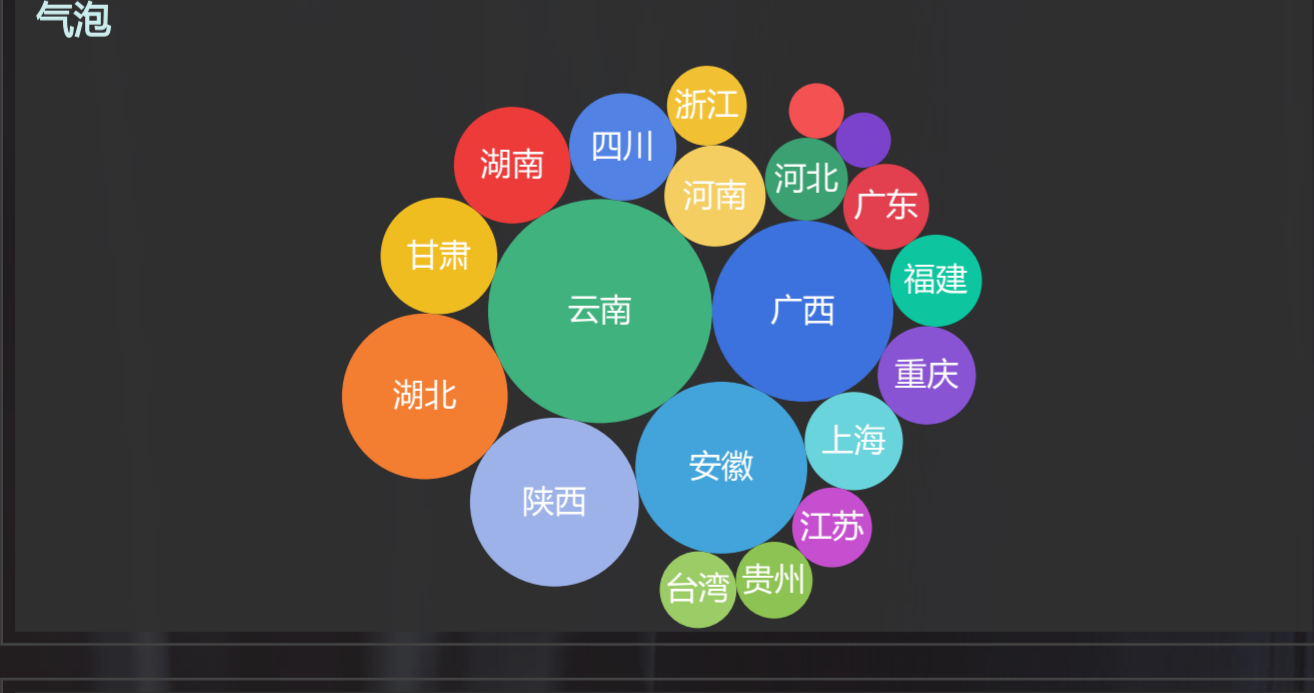 气泡
浙江
四川
湖南
河南
河北
广东
甘肃
福建
云南
广西
重庆
湖北
上海
安徽
陕西
江苏
贵州
台湾